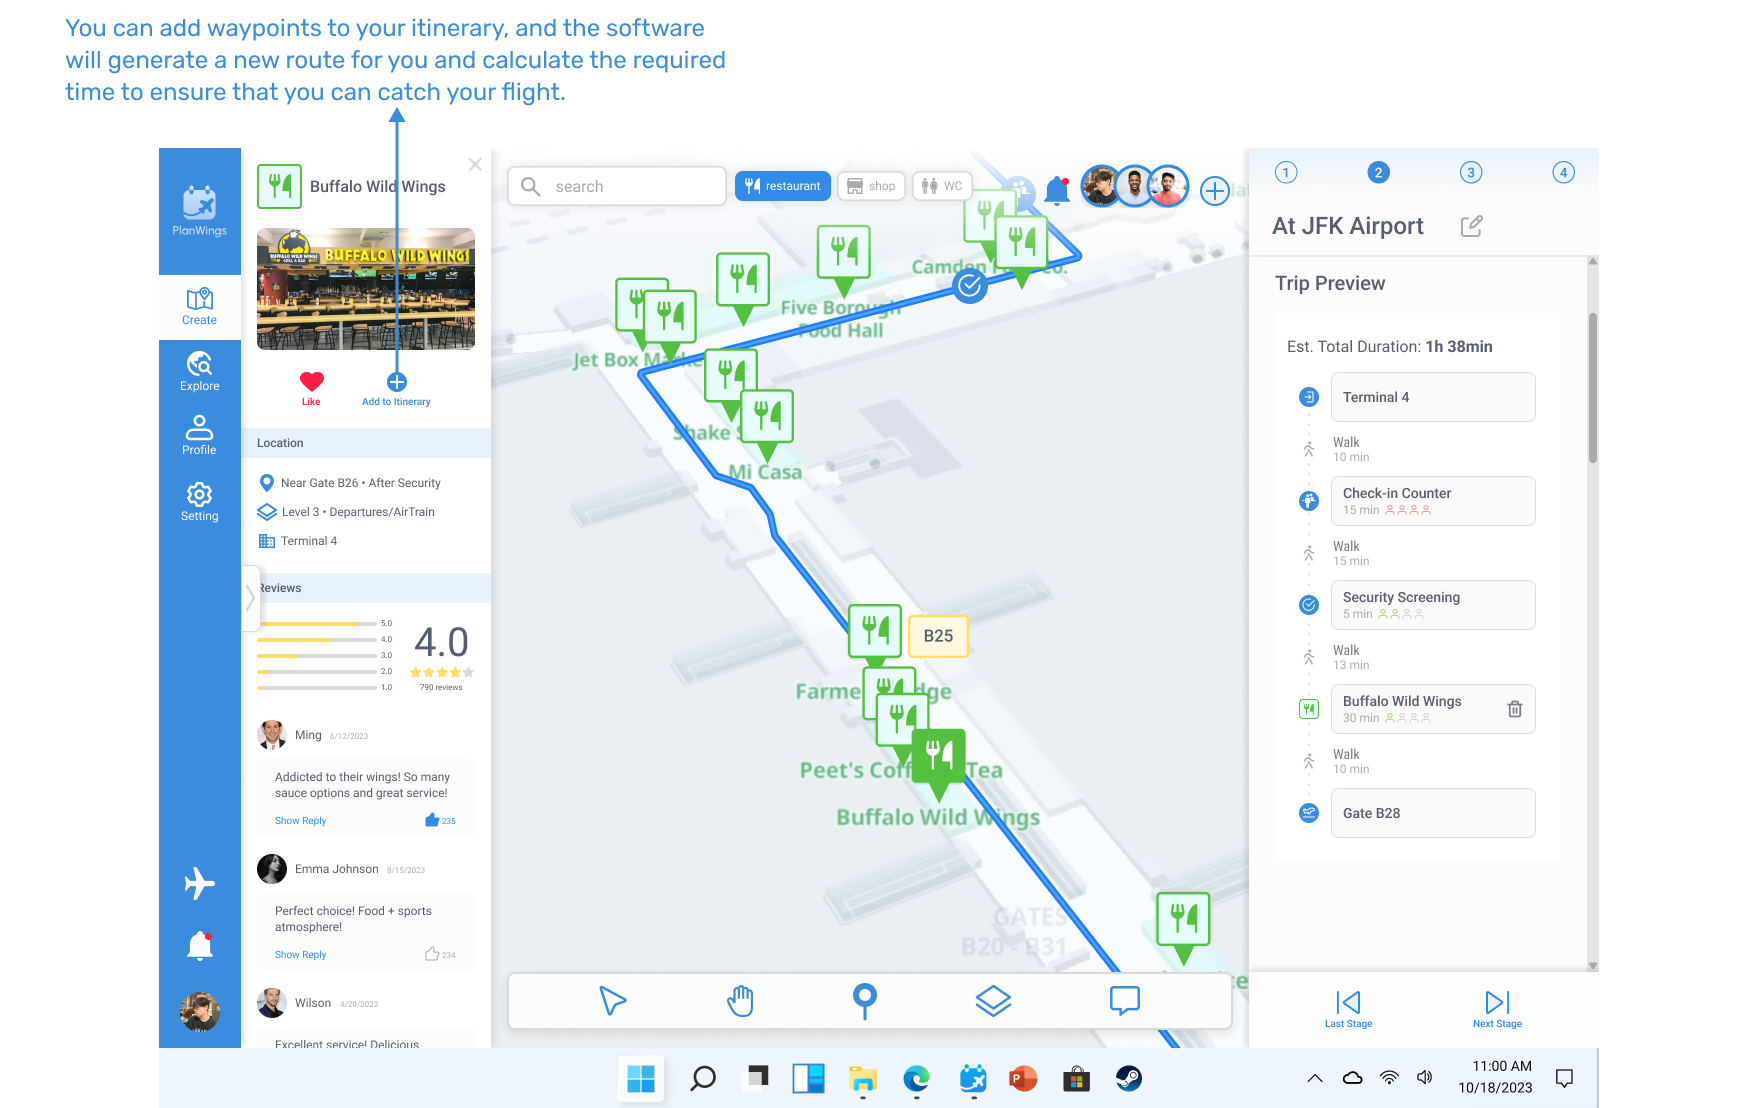 You can add waypoints to your itinerary, and the software
will generate a new route for you and calculate the required
time to ensure that you can catch your flight.
PlanWings
Create
Explore
Profile
Setting
Buffalo Wild Wings
BUFFALO WILD WINGS
BUFFALO WILD WINGS
GRILL & BAR
Like
Add to Itinerary
Location
Near Gate B26 • After Security
Level 3 • Departures/AirTrain
Terminal 4
Reviews
5.0
4.0
3.0
2.0
1.0
4.0
790 reviews
Ming 6/12/2023
Addicted to their wings! So many
sauce options and great service!
Show Reply
235
Emma Johnson 8/15/2023
Perfect choice! Food + sports
atmosphere!
Show Reply
234
Wilson 4/20/2023
Excellent service! Delicious
search
restaurant
shop
WC
Camden
Five Borough
Food Hall
Jet Box
Shake
Mi Casa
B25
Peet's
Tea
Buffalo Wild Wings
GATES
B20 - B31
1
2
3
4
At JFK Airport
Trip Preview
Est. Total Duration: 1h 38min
Terminal 4
Walk
10 min
Check-in Counter
15 min
Walk
15 min
Security Screening
5 min
Walk
13 min
Buffalo Wild Wings
30 min
Walk
10 min
Gate B28
Last Stage
Next Stage
P
11:00 AM
10/18/2023